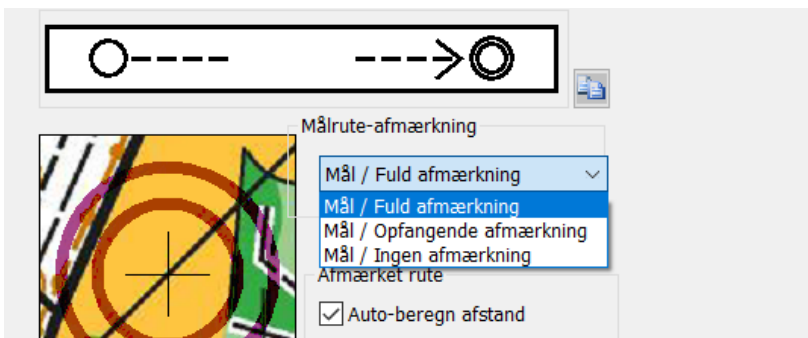 Målrute-afmærkning
Mål / Fuld afmærkning
Mål / Fuld afmærkning
Mål / Opfangende afmærkning
Mål / Ingen afmærkning
Afmærket rute
Auto-beregn afstand